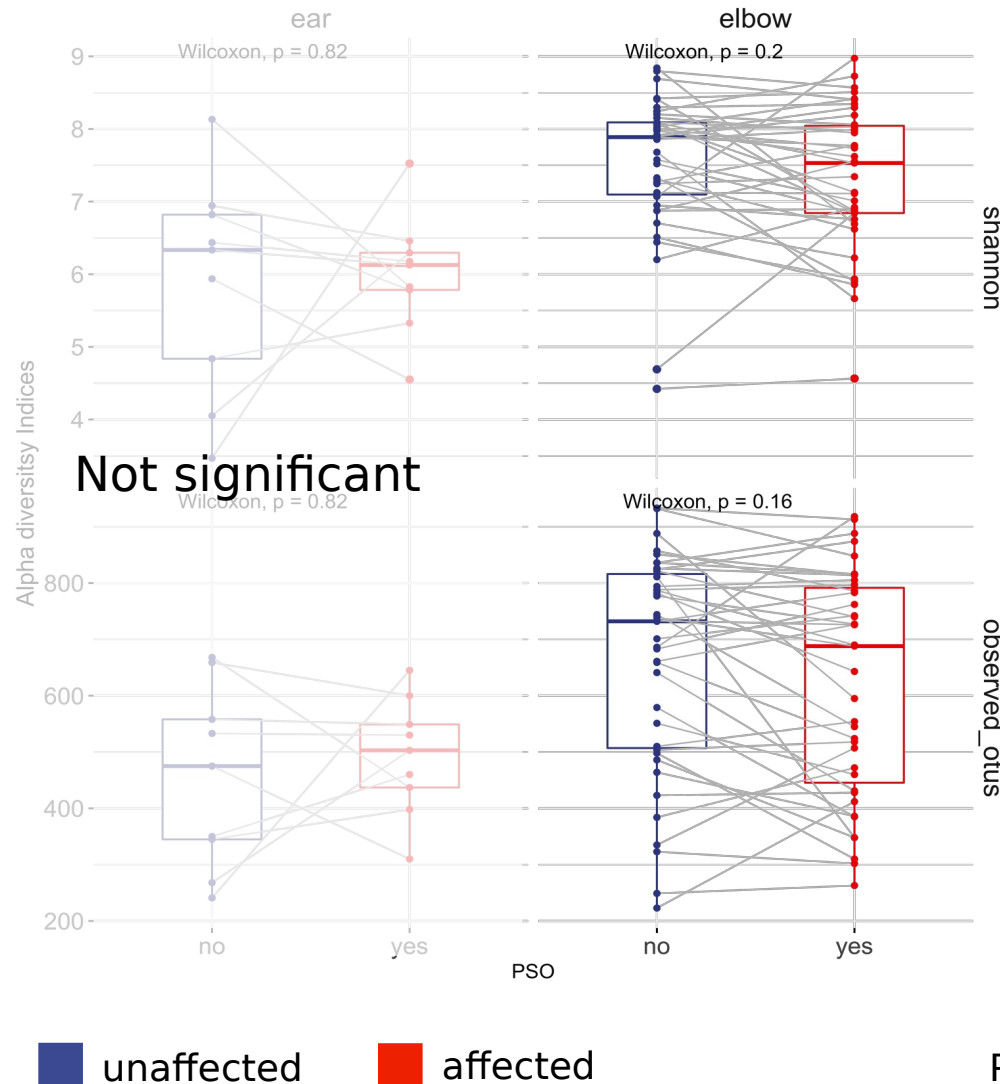 ear
elbow
Wilcoxon, p = 0.82
Wilcoxon, p = 0.2
9
8
7
6
5
4
shannon
Alpha diversitsy Indices
Not significant
Wilcoxon, p = 0.82
Wilcoxon, p = 0.16
800
600
400
200
observed_otus
no
yes
no
yes
PSO
unaffected
affected